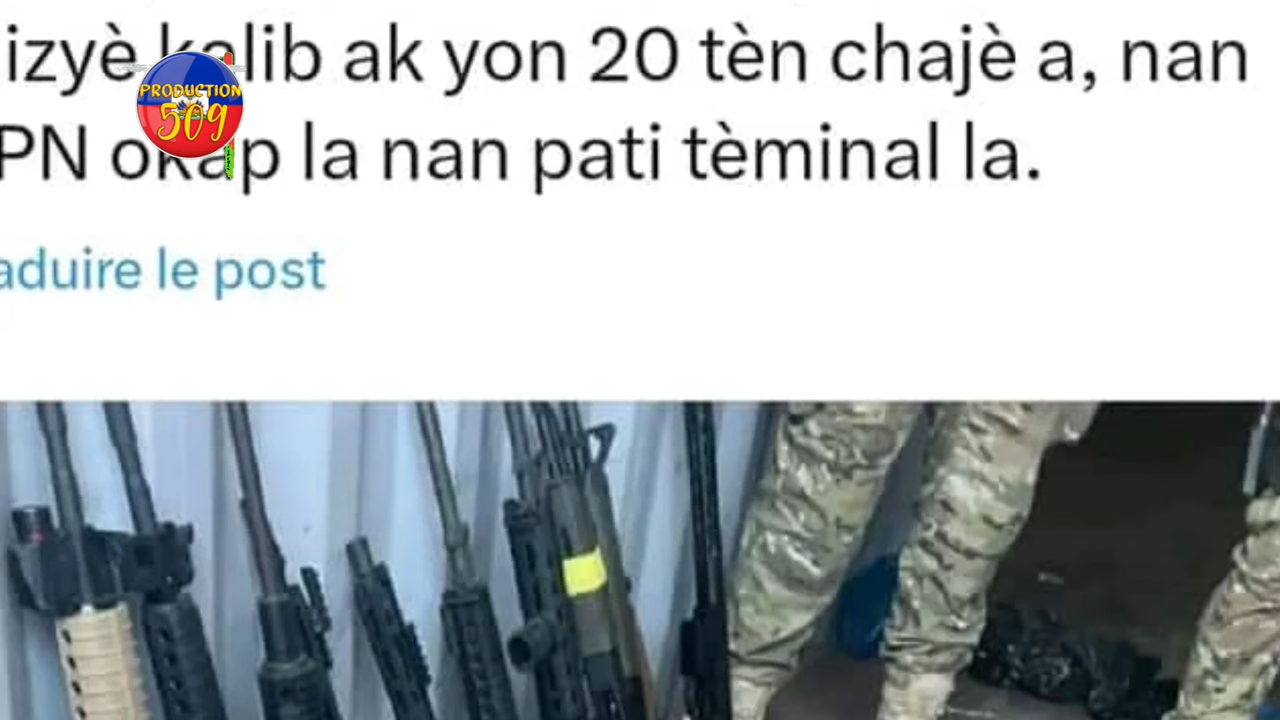 izyè kalib ak yon 20 tèn chajè a, nan
PN okap la nan pati tèminal la.
aduire le post
PRODUCTION
509